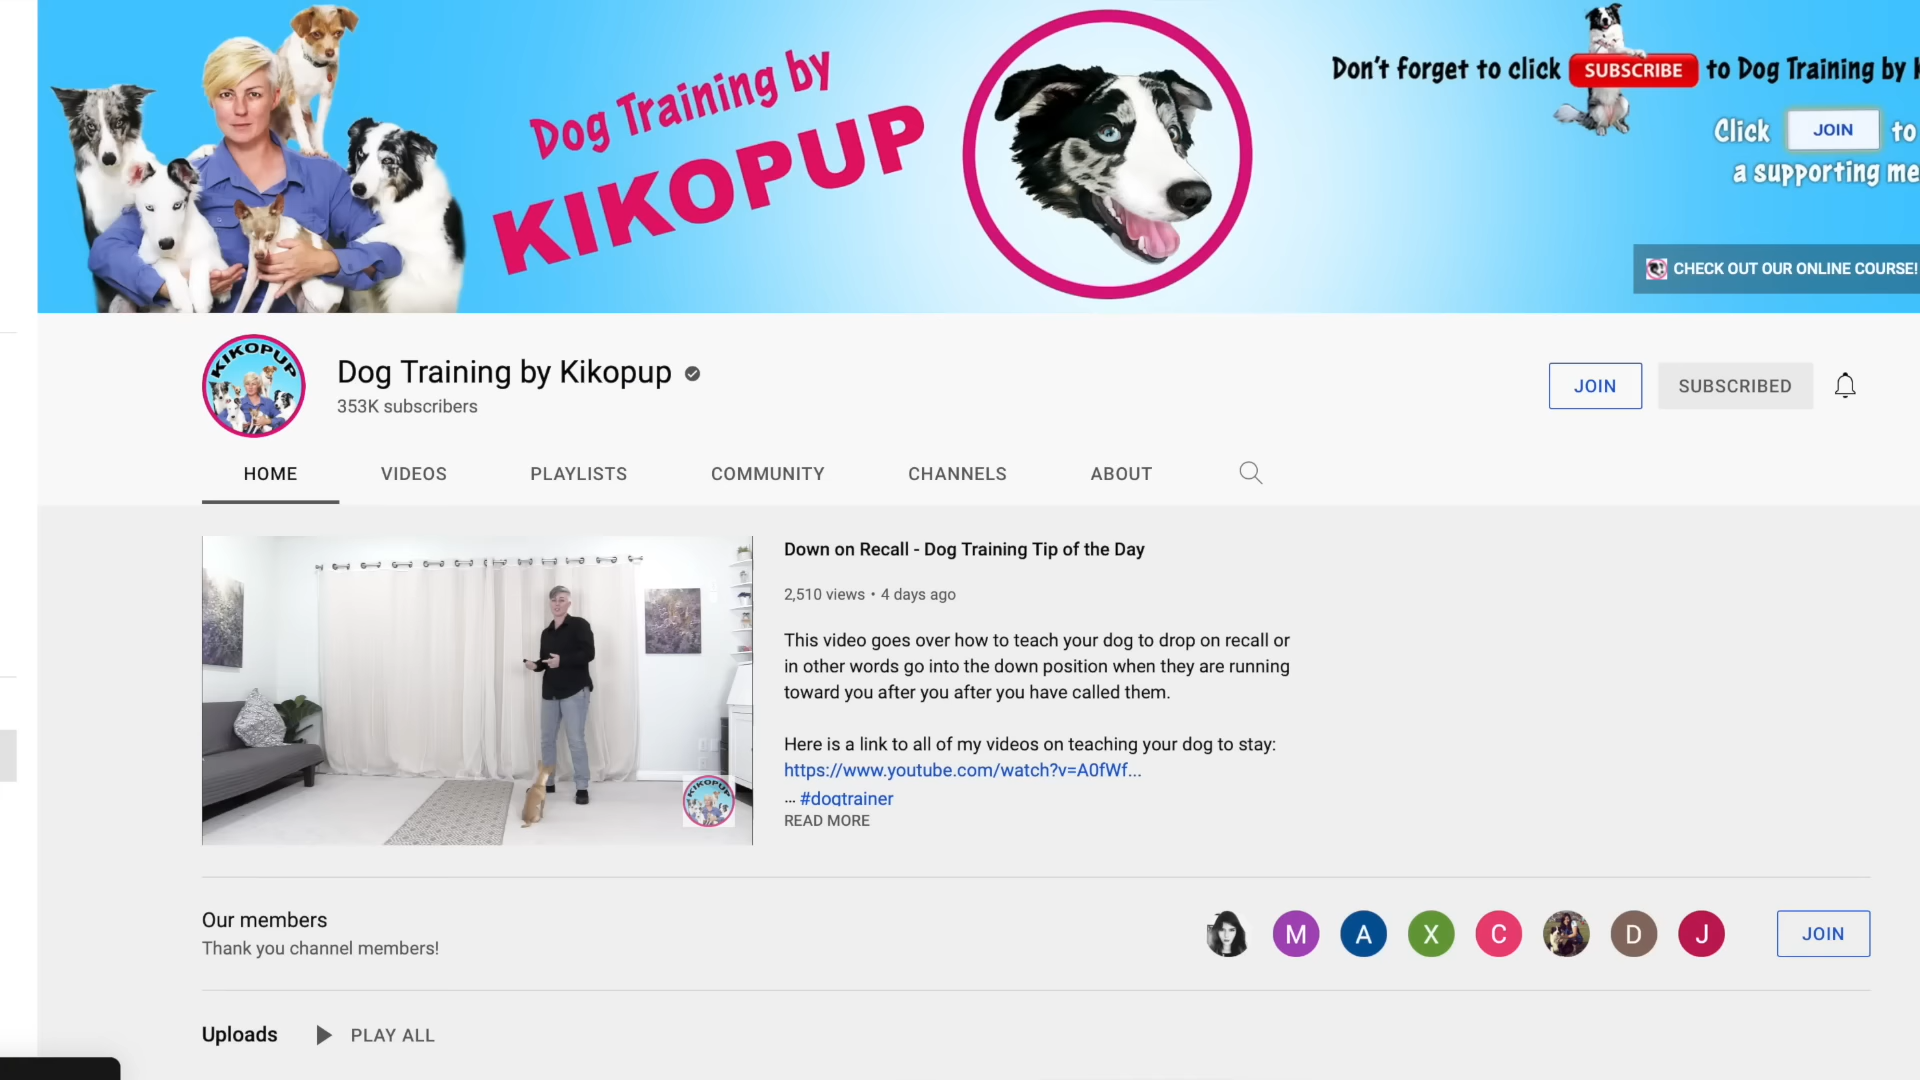 Dog Training by
KIKOPUP
Don't forget to click SUBSCRIBE to Dog Training by
Click JOIN to
a supporting
CHECK OUT OUR ONLINE COURSE!
KIKOPUP
Dog Training by Kikopup
353K subscribers
JOIN
SUBSCRIBED
HOME
VIDEOS
PLAYLISTS
COMMUNITY
CHANNELS
ABOUT
KIKOPUP
Down on Recall - Dog Training Tip of the Day
2,510 views • 4 days ago
This video goes over how to teach your dog to drop on recall or
in other words go into the down position when they are running
toward you after you after you have called them.
Here is a link to all of my videos on teaching your dog to stay:
https://www.youtube.com/watch?v=A0fWf...
... #dogtrainer
READ MORE
Our members
Thank you channel members!
M
A
X
C
D
J
JOIN
Uploads
PLAY ALL